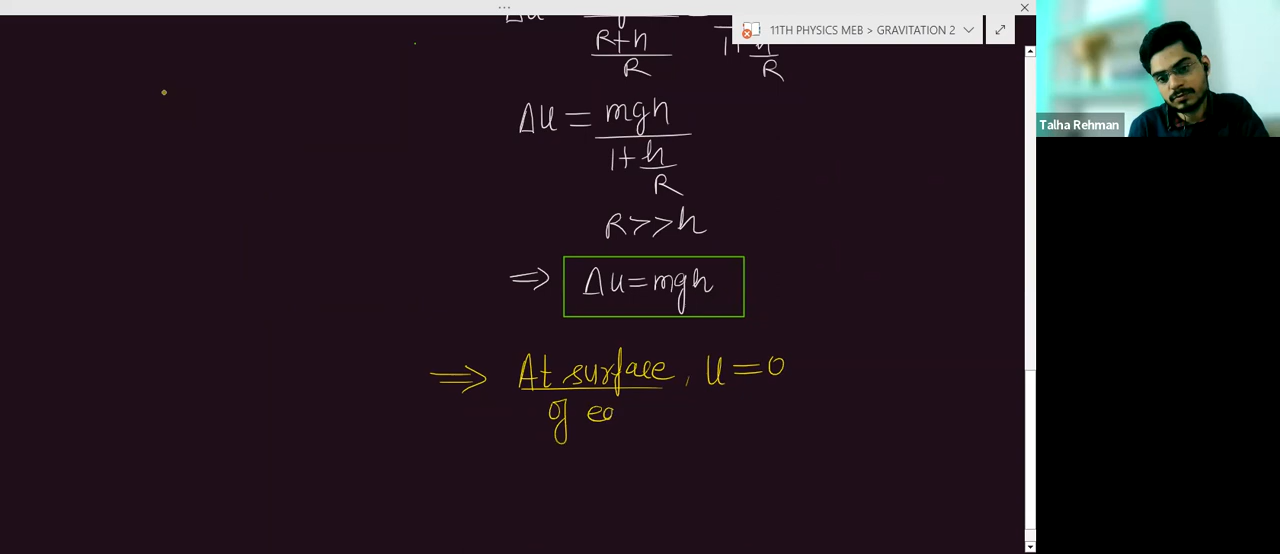 11TH PHYSICS MEB > GRAVITATION 2
Talha Rehman
R+h
R
R
Δu = mgh
1+ h
R
R>>h
⇒ Δu=mgh
⇒ At surface, u=0
of ea